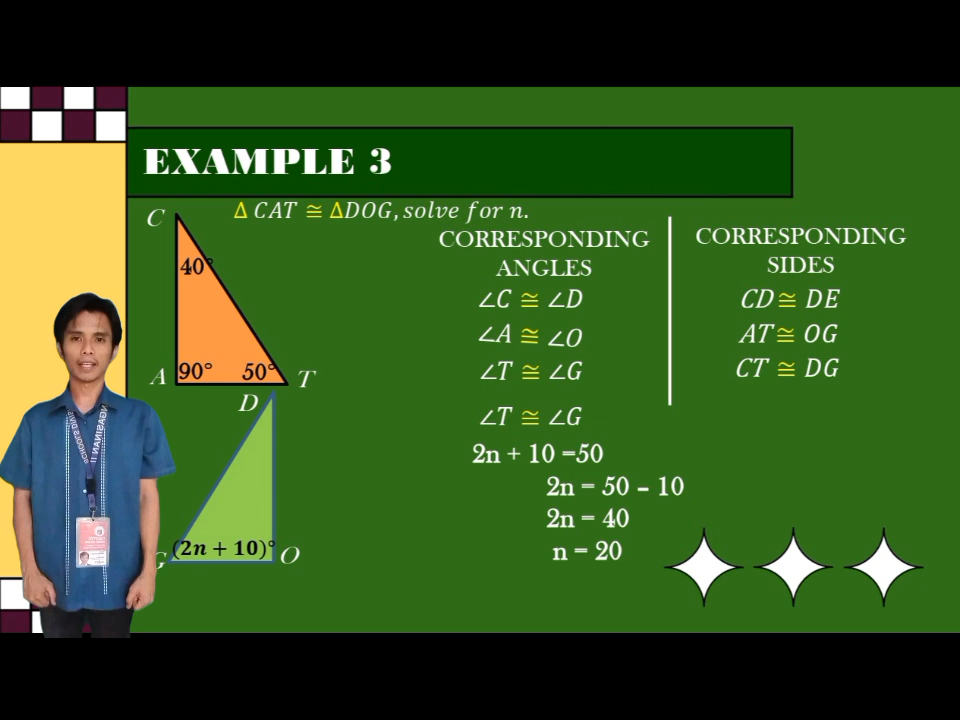 EXAMPLE 3
Δ CAT ≅ ΔDOG, solve for n.
C
40°
A
90°
50°
T
D
(2n + 10)°
G
O
CORRESPONDING
ANGLES
∠C ≅ ∠D
∠A ≅ ∠O
∠T ≅ ∠G
∠T ≅ ∠G
2n + 10 =50
2n = 50 – 10
2n = 40
n = 20
CORRESPONDING
SIDES
CD ≅ DE
AT ≅ OG
CT ≅ DG